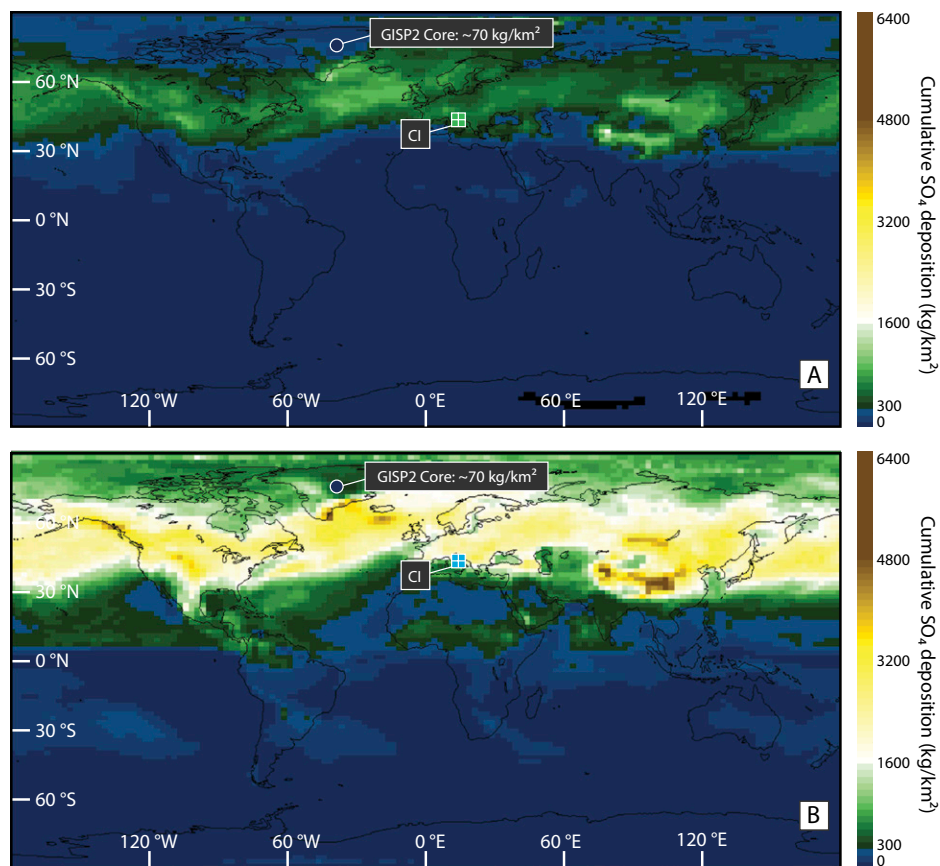 GISP2 Core: ~70 kg/km²
60 °N
CI
30 °N
0 °N
30 °S
60 °S
120 °W
60 °W
0 °E
60 °E
120 °E
A
6400
4800
3200
1600
300
0
Cumulative SO₄ deposition (kg/km²)
GISP2 Core: ~70 kg/km²
60 °N
CI
30 °N
0 °N
30 °S
60 °S
120 °W
60 °W
0 °E
60 °E
120 °E
B
6400
4800
3200
1600
300
0
Cumulative SO₄ deposition (kg/km²)